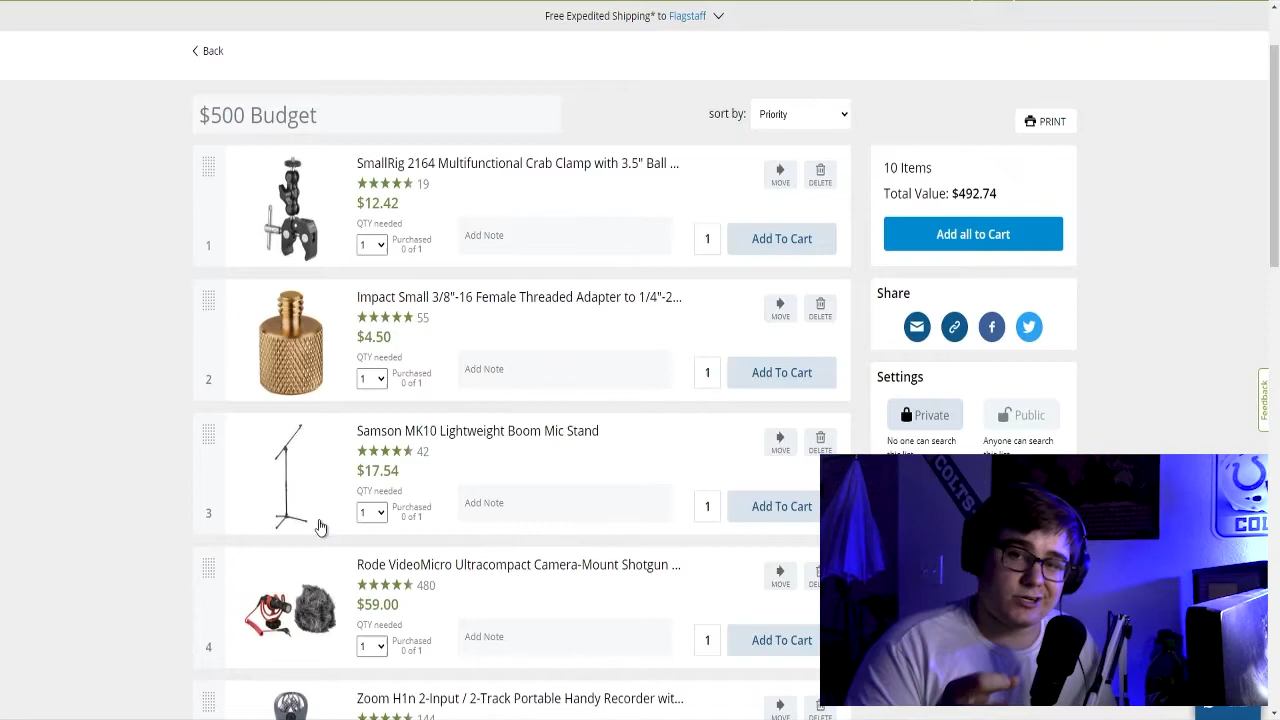 Free Expedited Shipping* to Flagstaff
Back
$500 Budget
sort by: Priority
PRINT
SmallRig 2164 Multifunctional Crab Clamp with 3.5" Ball ...
19
$12.42
QTY needed
1
Purchased
0 of 1
Add Note
1
Add To Cart
MOVE
DELETE
1
Impact Small 3/8"-16 Female Threaded Adapter to 1/4"-2...
55
$4.50
QTY needed
1
Purchased
0 of 1
Add Note
1
Add To Cart
MOVE
DELETE
2
Samson MK10 Lightweight Boom Mic Stand
42
$17.54
QTY needed
1
Purchased
0 of 1
Add Note
1
Add To Cart
MOVE
DELETE
3
Rode VideoMicro Ultracompact Camera-Mount Shotgun ...
480
$59.00
QTY needed
1
Purchased
0 of 1
Add Note
1
Add To Cart
MOVE
4
Zoom H1n 2-Input / 2-Track Portable Handy Recorder wit...
144
MOVE
10 Items
Total Value: $492.74
Add all to Cart
Share
Settings
Private
Public
No one can search
Anyone can search
Feedback
COLTS